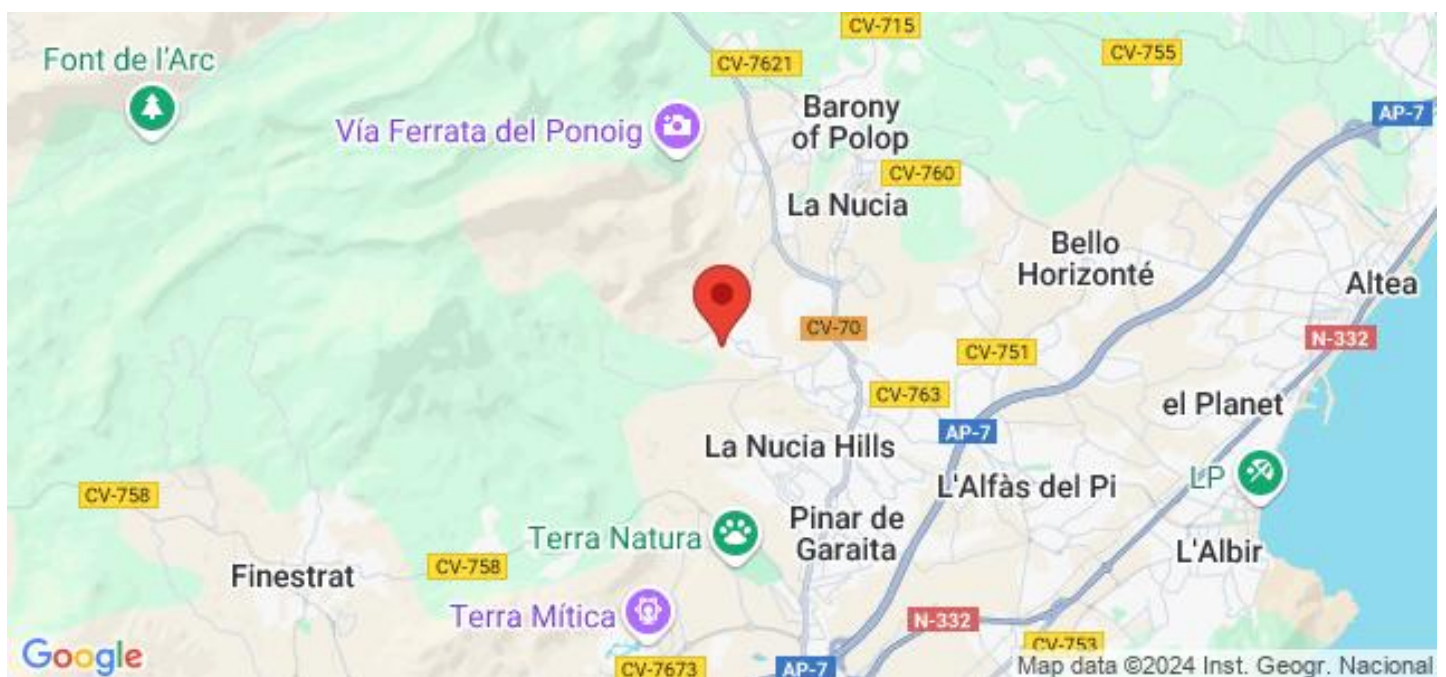 CV-715
CV-755
Font de l'Arc
CV-7621
Barony
of Polop
AP-7
Vía Ferrata del Ponoig
CV-760
La Nucia
Bello
Horizonté
Altea
CV-70
CV-751
N-332
CV-763
el Planet
AP-7
La Nucia Hills
L'Alfàs del Pi
LP
CV-758
Pinar de
Garaita
Terra Natura
L'Albir
CV-758
Finestrat
Terra Mítica
N-332
CV-753
Google
CV-7673
AP-7
Map data ©2024 Inst. Geogr. Nacional